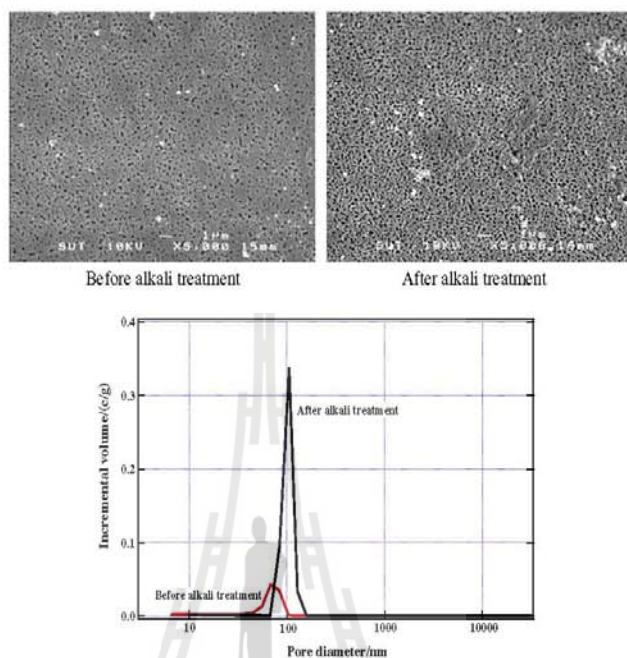 1µm
SUT 10KV X5,000 15mm
1µm
SUT 10KV X5,000 16mm
Before alkali treatment
After alkali treatment
Incremental volume/(c/g)
0.4
0.3
0.2
0.1
0.0
After alkali treatment
Before alkali treatment
10
100
1000
10000
Pore diameter/nm